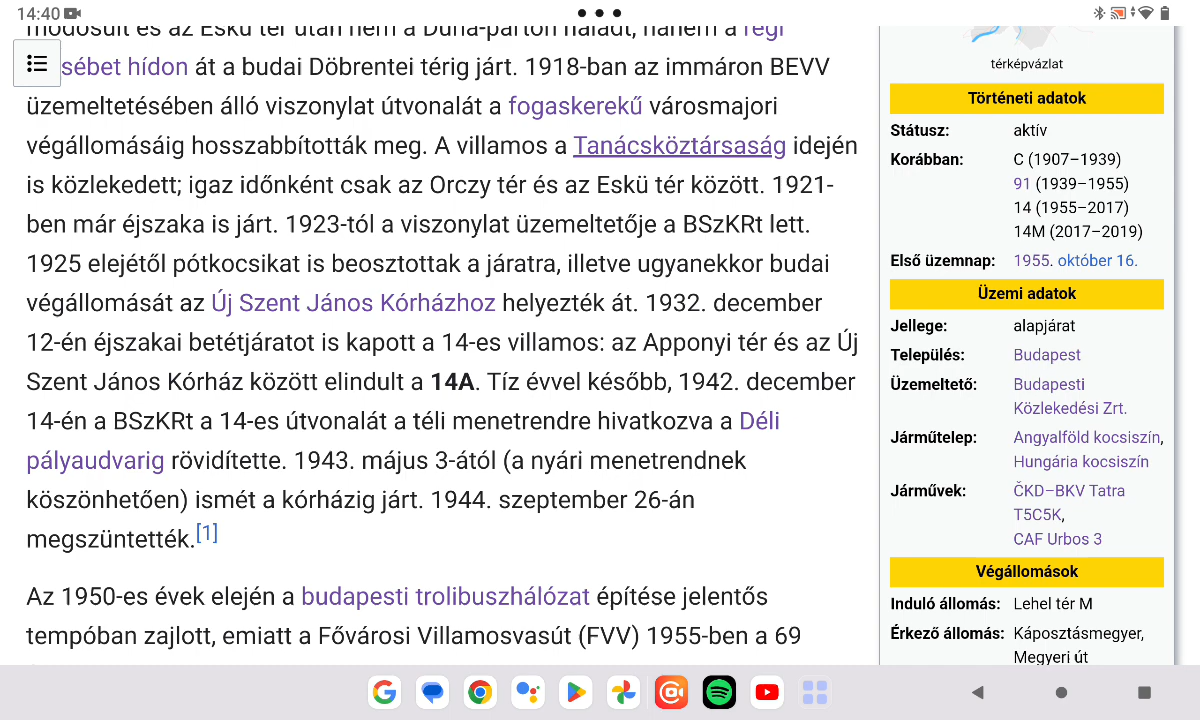 14:40
módosult és az Eskü tér után nem a Duna-parton haladt, hanem a régi
sébet hídon át a budai Döbrentei térig járt. 1918-ban az immáron BEVV
üzemeltetésében álló viszonylat útvonalát a fogaskerekű városmajori
végállomásáig hosszabbították meg. A villamos a Tanácsköztársaság idején
is közlekedett; igaz időnként csak az Orczy tér és az Eskü tér között. 1921-
ben már éjszaka is járt. 1923-tól a viszonylat üzemeltetője a BSzKRt lett.
1925 elejétől pótkocsikat is beosztottak a járatra, illetve ugyanekkor budai
végállomását az Új Szent János Kórházhoz helyezték át. 1932. december
12-én éjszakai betétjáratot is kapott a 14-es villamos: az Apponyi tér és az Új
Szent János Kórház között elindult a 14A. Tíz évvel később, 1942. december
14-én a BSzKRt a 14-es útvonalát a téli menetrendre hivatkozva a Déli
pályaudvarig rövidítette. 1943. május 3-ától (a nyári menetrendnek
köszönhetően) ismét a kórházig járt. 1944. szeptember 26-án
megszüntették.[1]
Az 1950-es évek elején a budapesti trolibuszhálózat építése jelentős
tempóban zajlott, emiatt a Fővárosi Villamosvasút (FVV) 1955-ben a 69
térképvázlat
Történeti adatok
Státusz: aktív
Korábban: C (1907–1939)
91 (1939–1955)
14 (1955–2017)
14M (2017–2019)
Első üzemnap: 1955. október 16.
Üzemi adatok
Jellege: alapjárat
Település: Budapest
Üzemeltető: Budapesti
Közlekedési Zrt.
Járműtelep: Angyalföld kocsiszín,
Hungária kocsiszín
Járművek: ČKD–BKV Tatra
T5C5K,
CAF Urbos 3
Végállomások
Induló állomás: Lehel tér M
Érkező állomás: Káposztásmegyer,
Megyeri út